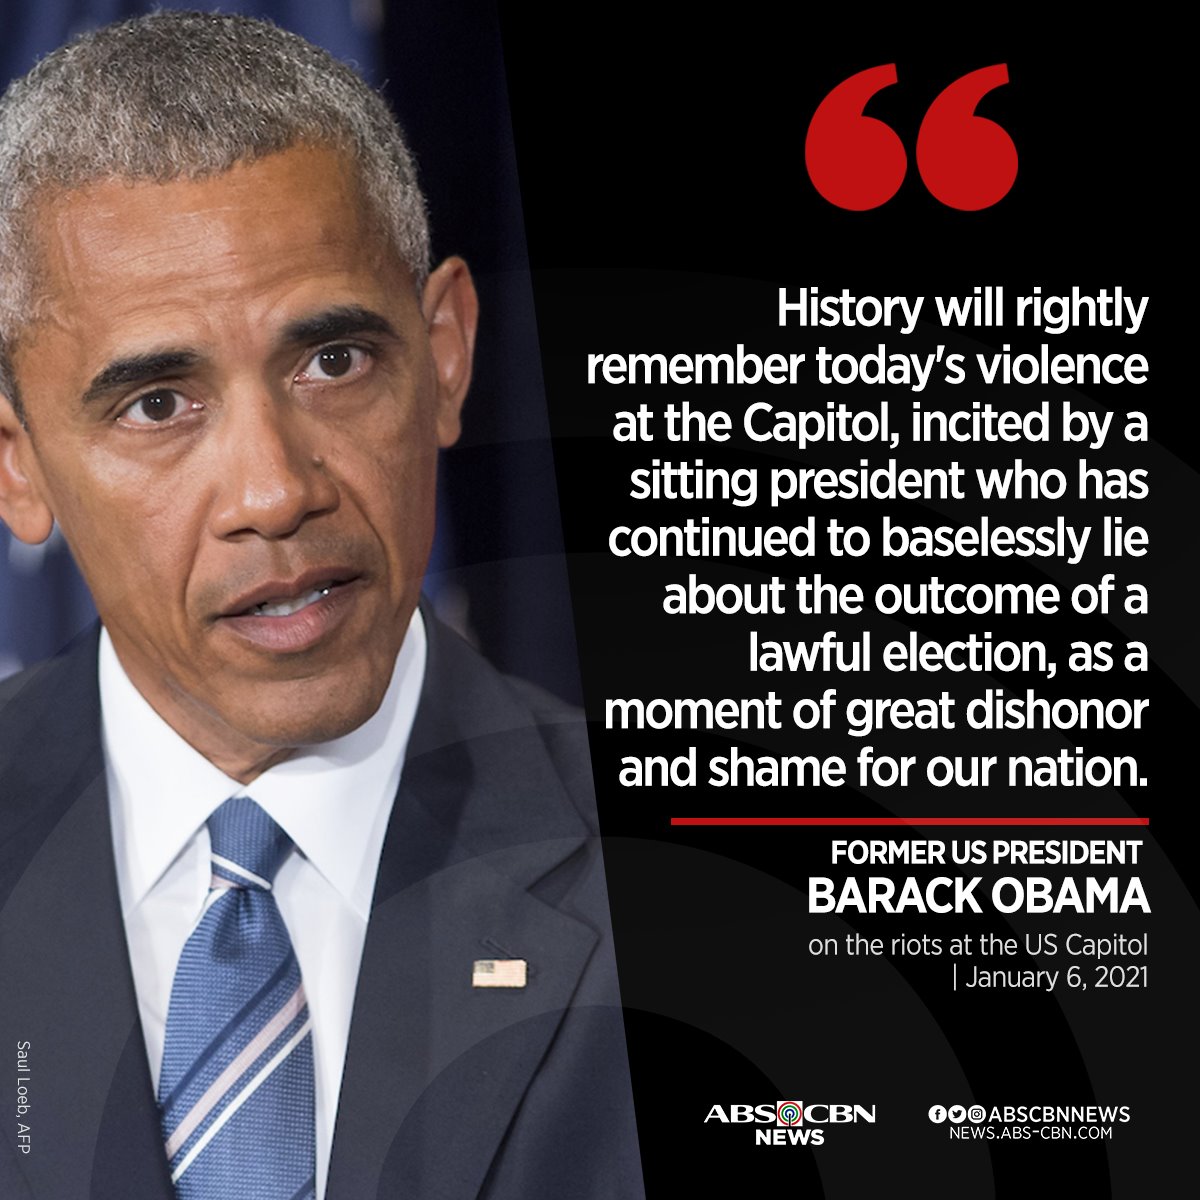 “
History will rightly
remember today's violence
at the Capitol, incited by a
sitting president who has
continued to baselessly lie
about the outcome of a
lawful election, as a
moment of great dishonor
and shame for our nation.
FORMER US PRESIDENT
BARACK OBAMA
on the riots at the US Capitol
| January 6, 2021
Saul Loeb, AFP
ABS CBN
NEWS
ABSCBNNEWS
NEWS.ABS-CBN.COM